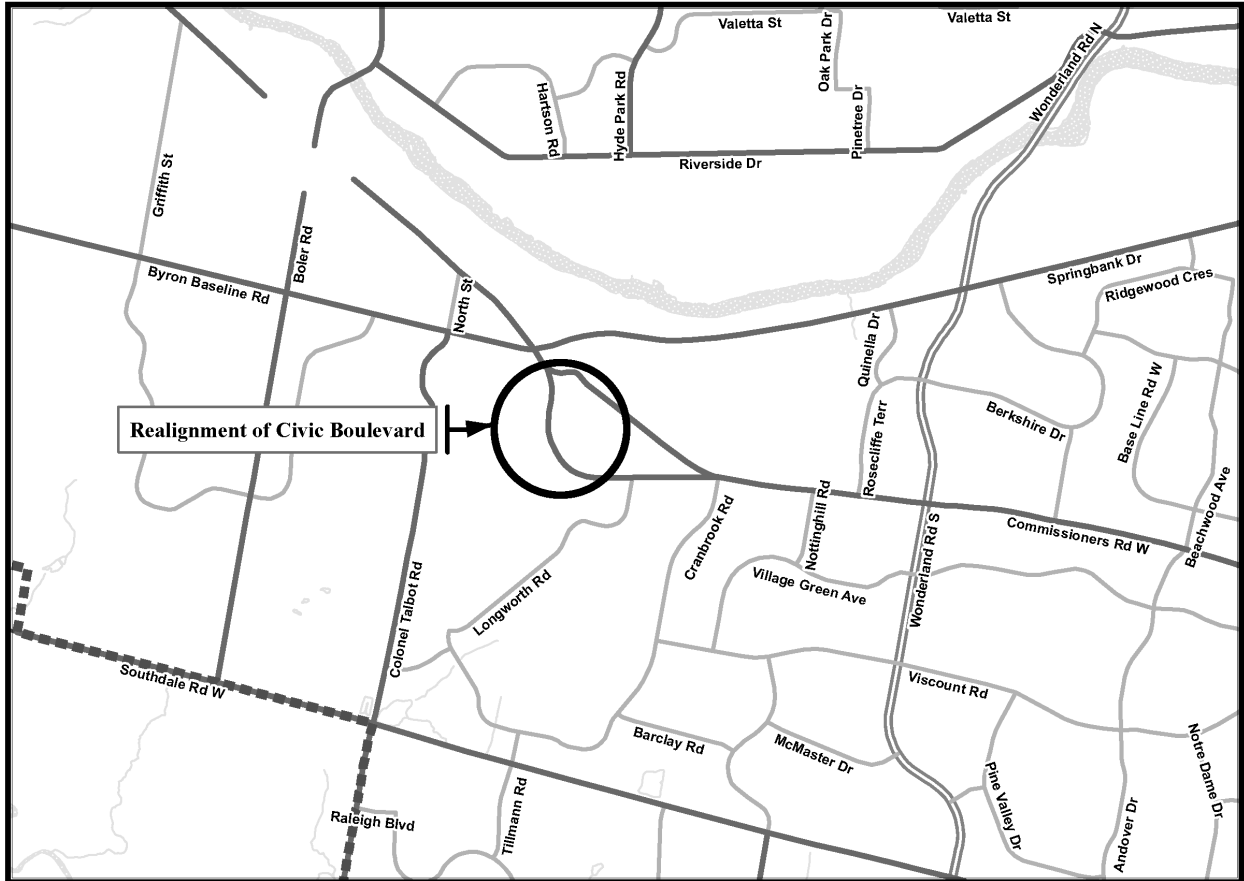 Valetta St
Valetta St
Oak Park Dr
Wonderland Rd N
Hartson Rd
Hyde Park Rd
Pinetree Dr
Riverside Dr
Griffith St
Boler Rd
Byron Baseline Rd
North St
Springbank Dr
Ridgewood Cres
Quinella Dr
Base Line Rd W
Berkshire Dr
Rosecliffe Terr
Realignment of Civic Boulevard
Beachwood Ave
Nottinghill Rd
Cranbrook Rd
Commissioners Rd W
Wonderland Rd S
Village Green Ave
Longworth Rd
Colonel Talbot Rd
Southdale Rd W
Viscount Rd
Barclay Rd
McMaster Dr
Notre Dame Dr
Pine Valley Dr
Andover Dr
Tillmann Rd
Raleigh Blvd